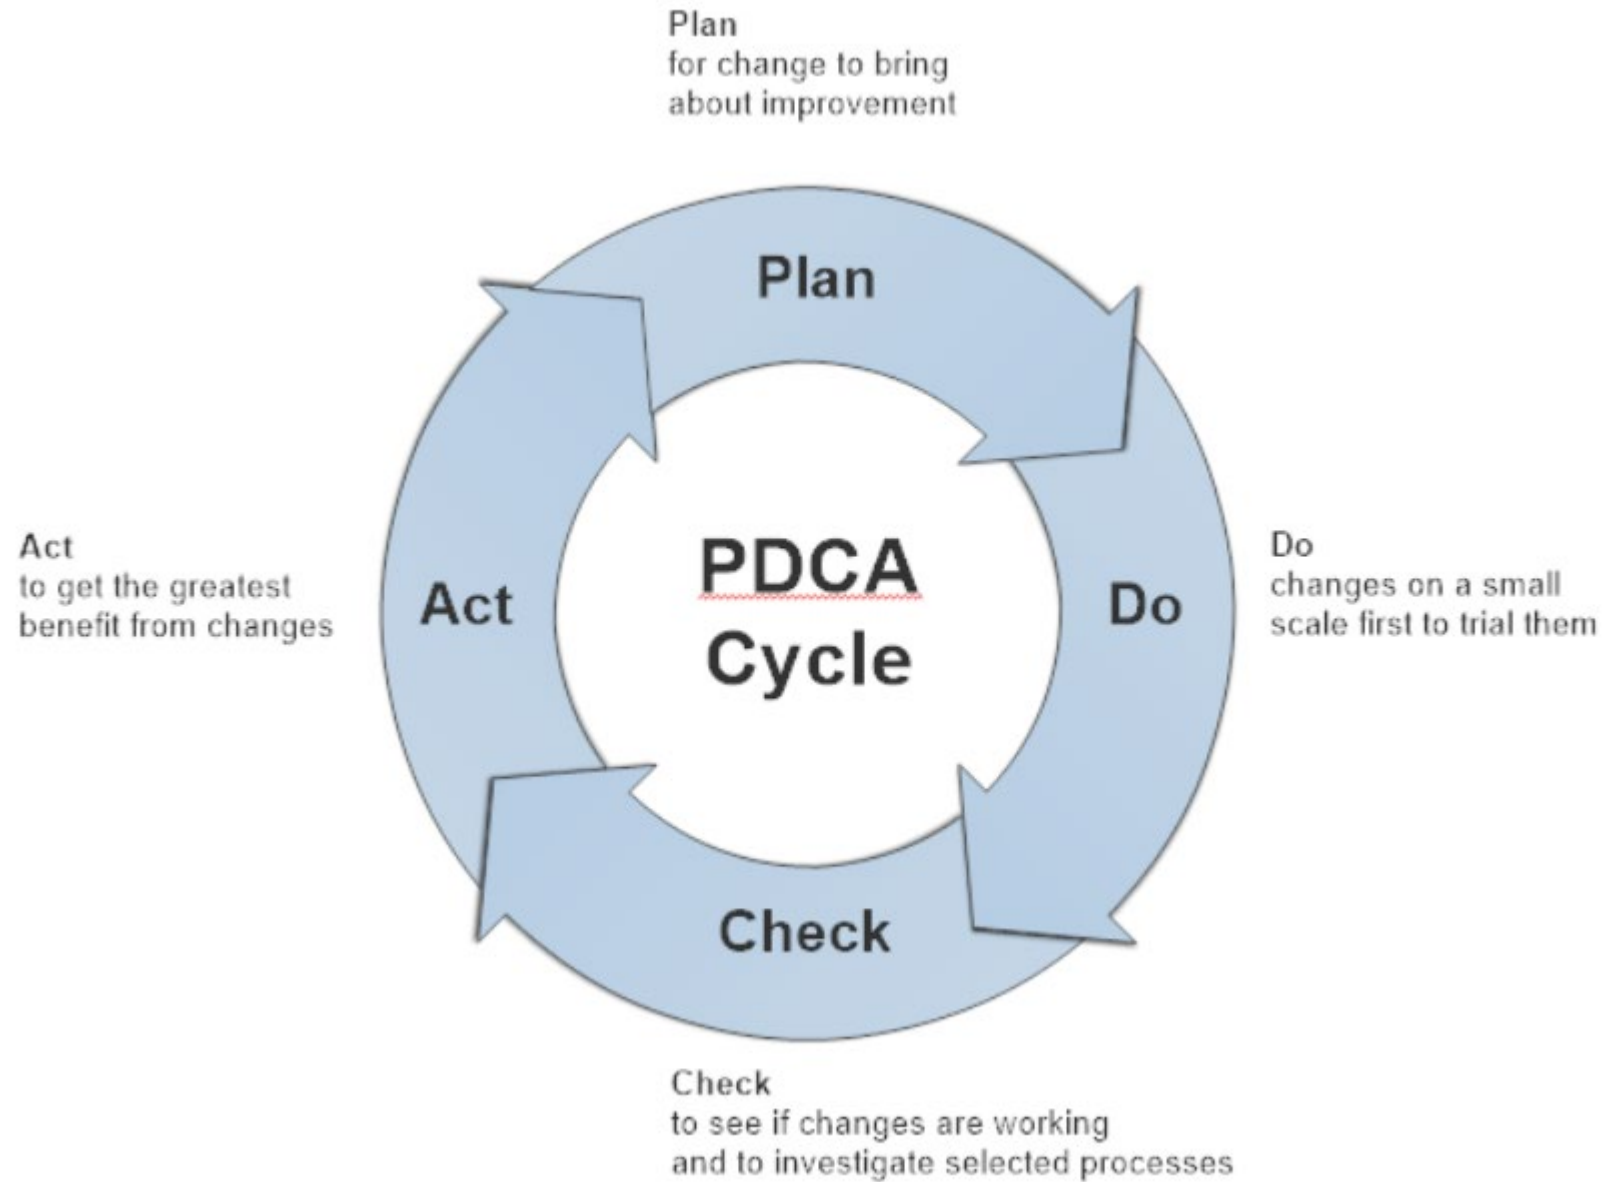 Plan
for change to bring
about improvement
Plan
Act
to get the greatest
benefit from changes
Act
PDCA
Cycle
Do
Do
changes on a small
scale first to trial them
Check
Check
to see if changes are working
and to investigate selected processes